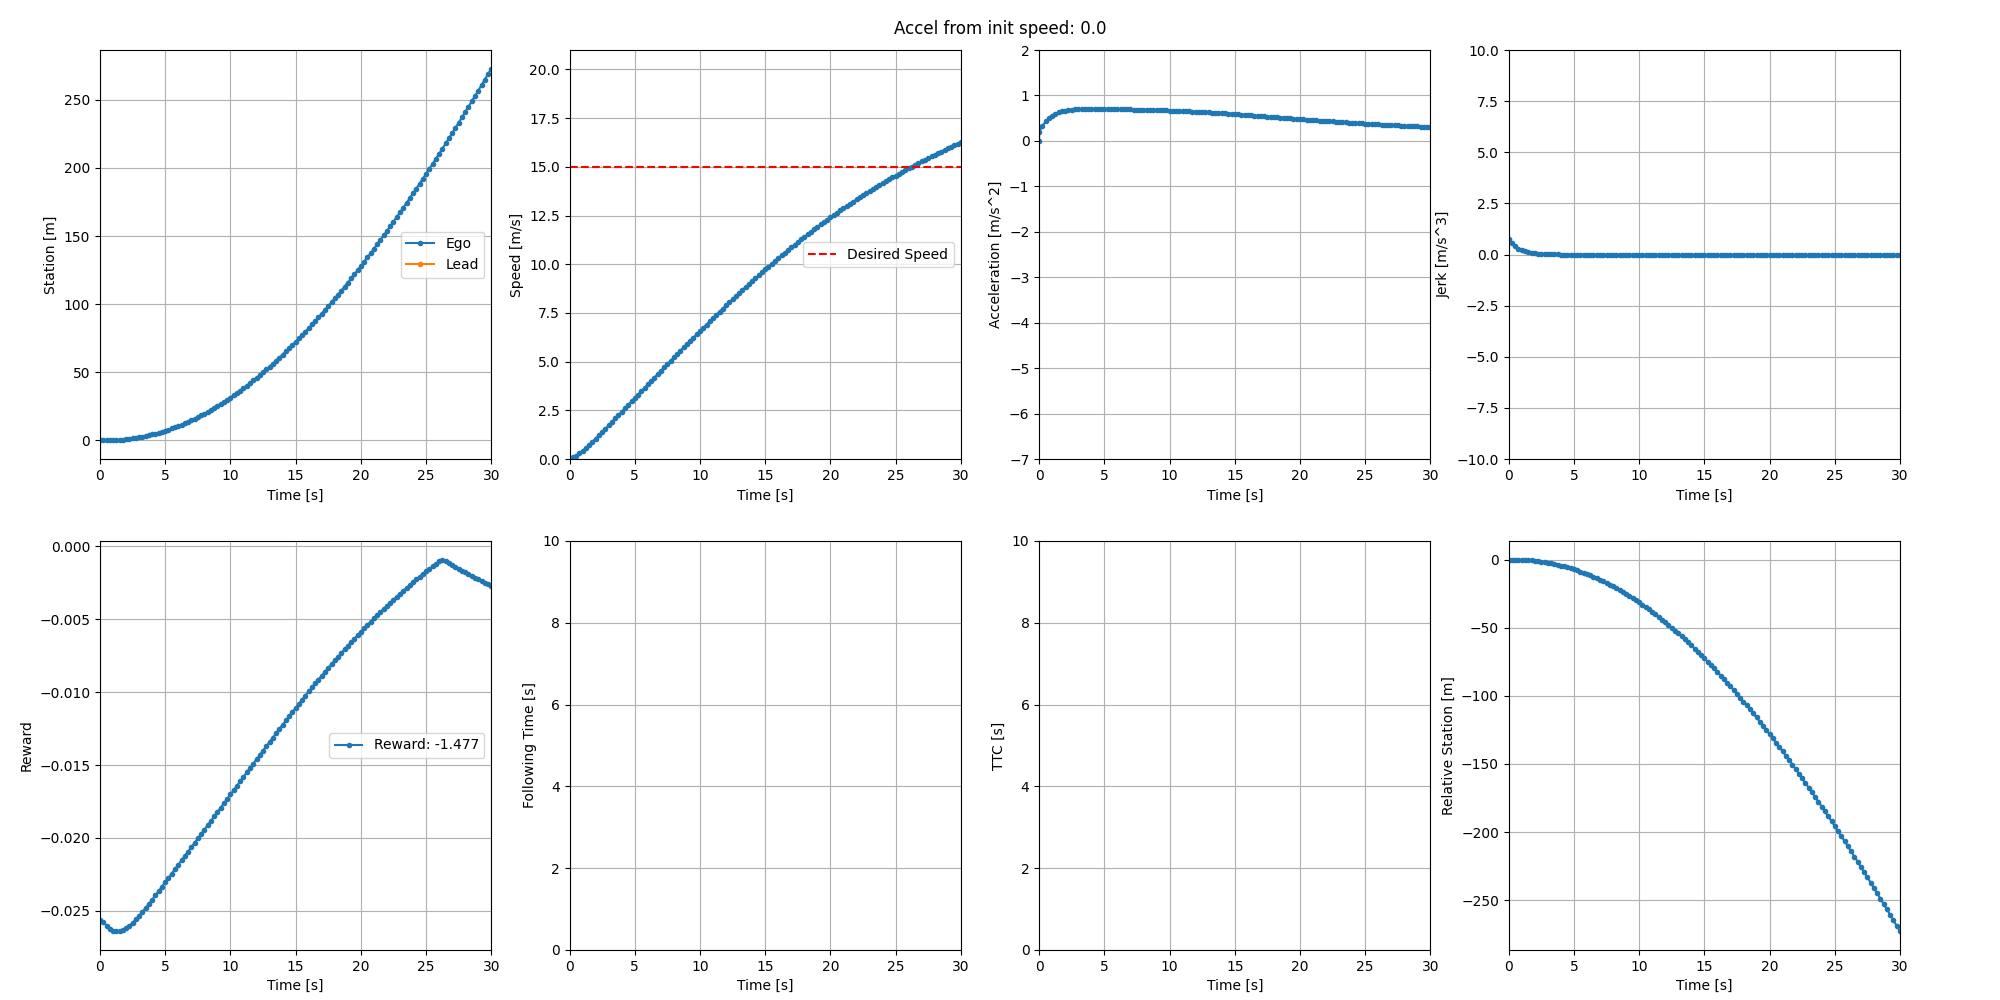 Accel from init speed: 0.0
Station [m]
250
200
150
100
50
0
Ego
Lead
0 5 10 15 20 25 30
Time [s]
Speed [m/s]
20.0
17.5
15.0
12.5
10.0
7.5
5.0
2.5
0.0
Desired Speed
0 5 10 15 20 25 30
Time [s]
Acceleration [m/s^2]
2
1
0
−1
−2
−3
−4
−5
−6
−7
0 5 10 15 20 25 30
Time [s]
Jerk [m/s^3]
10.0
7.5
5.0
2.5
0.0
−2.5
−5.0
−7.5
−10.0
0 5 10 15 20 25 30
Time [s]
Reward
0.000
−0.005
−0.010
−0.015
−0.020
−0.025
Reward: -1.477
0 5 10 15 20 25 30
Time [s]
Following Time [s]
10
8
6
4
2
0
0 5 10 15 20 25 30
Time [s]
TTC [s]
10
8
6
4
2
0
0 5 10 15 20 25 30
Time [s]
Relative Station [m]
0
−50
−100
−150
−200
−250
0 5 10 15 20 25 30
Time [s]